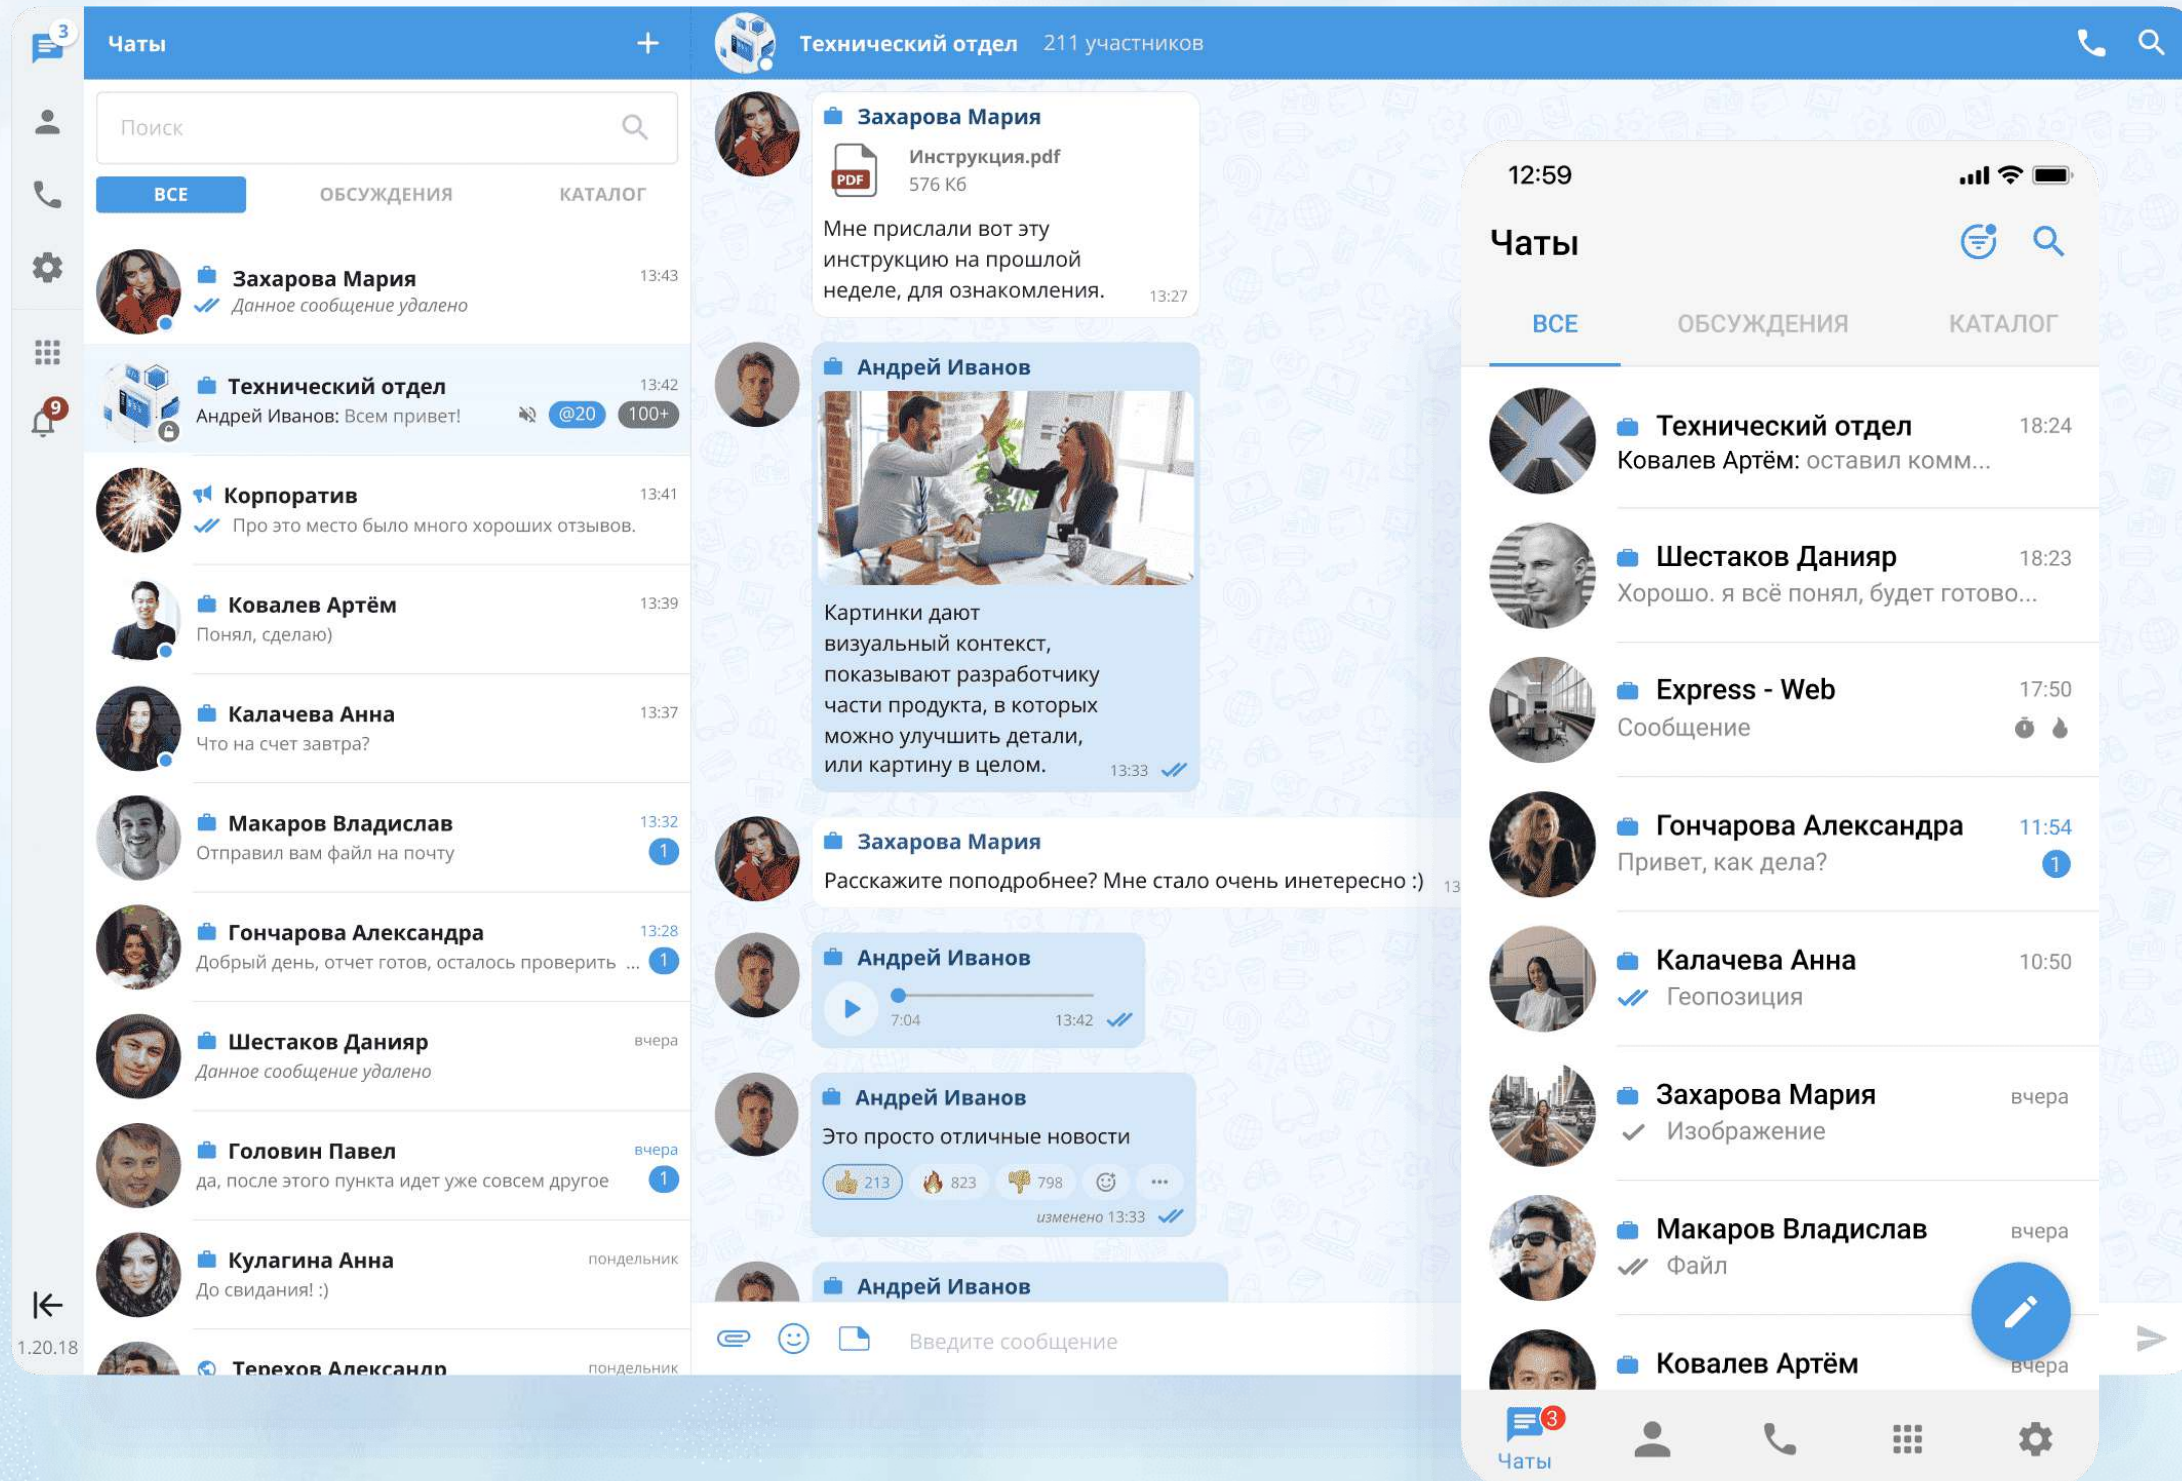 3
Чаты
Технический отдел 211 участников
Поиск
ВСЕ ОБСУЖДЕНИЯ КАТАЛОГ
Захарова Мария 13:43
Данное сообщение удалено
Технический отдел 13:42
Андрей Иванов: Всем привет! @20 100+
9
Корпоратив 13:41
Про это место было много хороших отзывов.
Ковалев Артём 13:39
Понял, сделаю)
Калачева Анна 13:37
Что на счет завтра?
Макаров Владислав 13:32
Отправил вам файл на почту 1
Гончарова Александра 13:28
Добрый день, отчет готов, осталось проверить ... 1
Шестаков Данияр вчера
Данное сообщение удалено
Головин Павел вчера
да, после этого пункта идет уже совсем другое 1
Кулагина Анна понедельник
До свидания! :)
1.20.18
Терехов Александр понедельник
Захарова Мария
PDF
Инструкция.pdf
576 Кб
Мне прислали вот эту
инструкцию на прошлой
неделе, для ознакомления. 13:27
Андрей Иванов
Картинки дают
визуальный контекст,
показывают разработчику
части продукта, в которых
можно улучшить детали,
или картину в целом. 13:33
Захарова Мария
Расскажите поподробнее? Мне стало очень инетересно :) 13
Андрей Иванов
7:04 13:42
Андрей Иванов
Это просто отличные новости
213 823 798
изменено 13:33
Андрей Иванов
Введите сообщение
12:59
Чаты
ВСЕ ОБСУЖДЕНИЯ КАТАЛОГ
Технический отдел 18:24
Ковалев Артём: оставил комм...
Шестаков Данияр 18:23
Хорошо. я всё понял, будет готово...
Express - Web 17:50
Сообщение
Гончарова Александра 11:54
Привет, как дела? 1
Калачева Анна 10:50
Геопозиция
Захарова Мария вчера
Изображение
Макаров Владислав вчера
Файл
Ковалев Артём вчера
3
Чаты